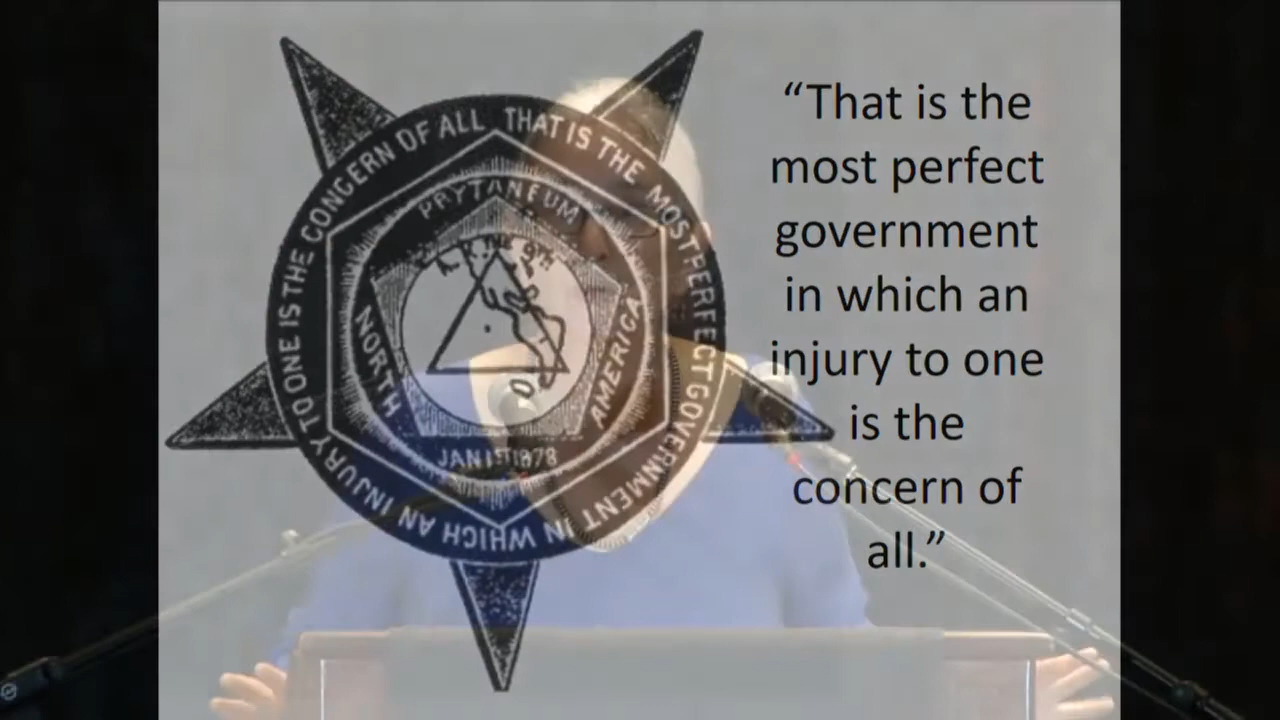 THAT IS THE MOST PERFECT GOVERNMENT IN WHICH AN INJURY TO ONE IS THE CONCERN OF ALL
PRYTANEUM
A. K. THE 9TH
NORTH
AMERICA
JAN 1ST 1878
“That is the
most perfect
government
in which an
injury to one
is the
concern of
all.”